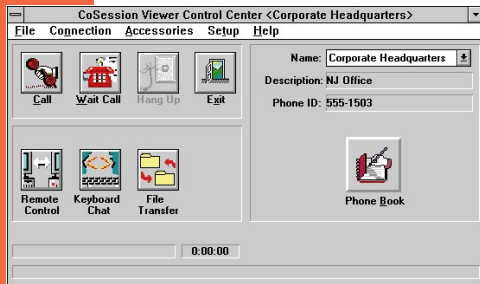 CoSession Viewer Control Center <Corporate Headquarters>
File Connection Accessories Setup Help
Call Wait Call Hang Up Exit
Name: Corporate Headquarters
Description: NJ Office
Phone ID: 555-1503
Remote Control Keyboard Chat File Transfer
Phone Book
0:00:00